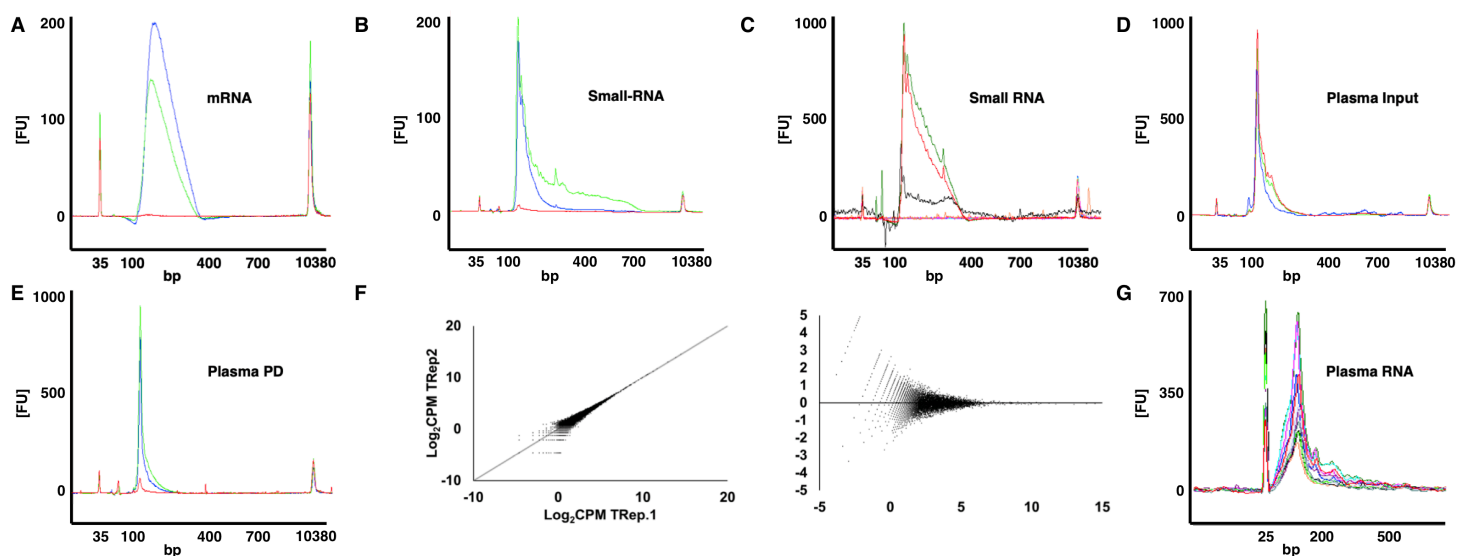 A
200
100
0
[FU]
mRNA
35 100 400 700 10380
bp
B
200
100
0
[FU]
Small-RNA
35 100 400 700 10380
bp
C
1000
500
0
[FU]
Small RNA
35 100 400 700 10380
bp
D
1000
500
0
[FU]
Plasma Input
35 100 400 700 10380
bp
E
1000
500
0
[FU]
Plasma PD
35 100 400 700 10380
bp
F
20
10
0
-10
Log₂CPM TRep2
-10 0 10 20
Log₂CPM TRep.1
5
4
3
2
1
0
-1
-2
-3
-4
-5
-5 0 5 10 15
G
700
350
0
[FU]
Plasma RNA
25 200 500
bp